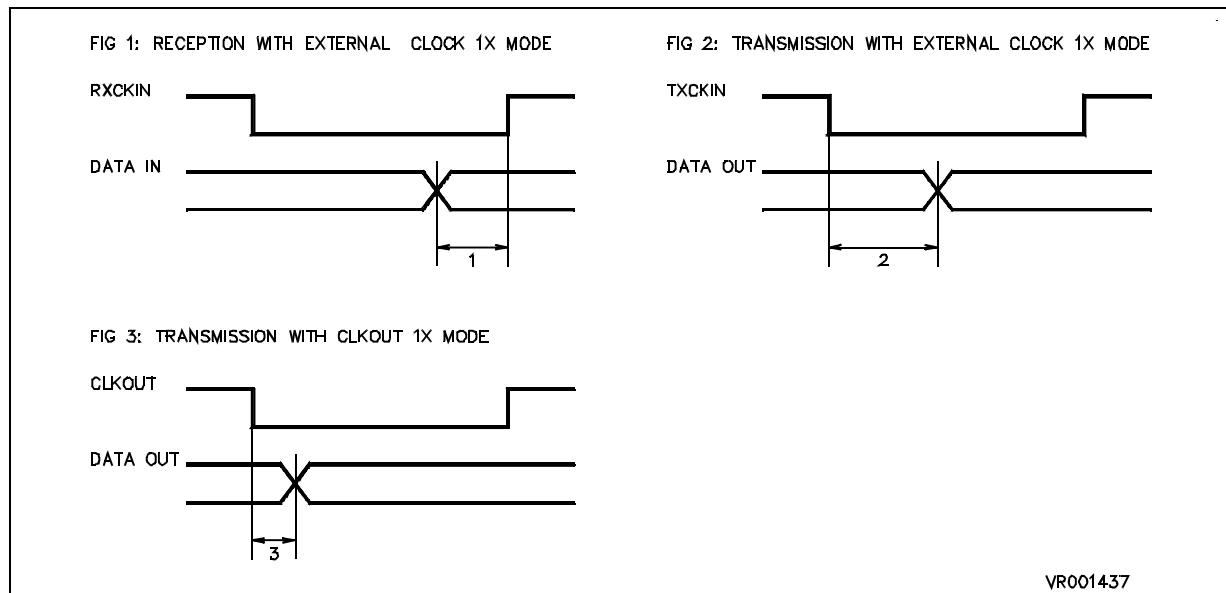 FIG 1: RECEPTION WITH EXTERNAL CLOCK 1X MODE
RXCKIN
DATA IN
1
FIG 2: TRANSMISSION WITH EXTERNAL CLOCK 1X MODE
TXCKIN
DATA OUT
2
FIG 3: TRANSMISSION WITH CLKOUT 1X MODE
CLKOUT
DATA OUT
3
VR001437